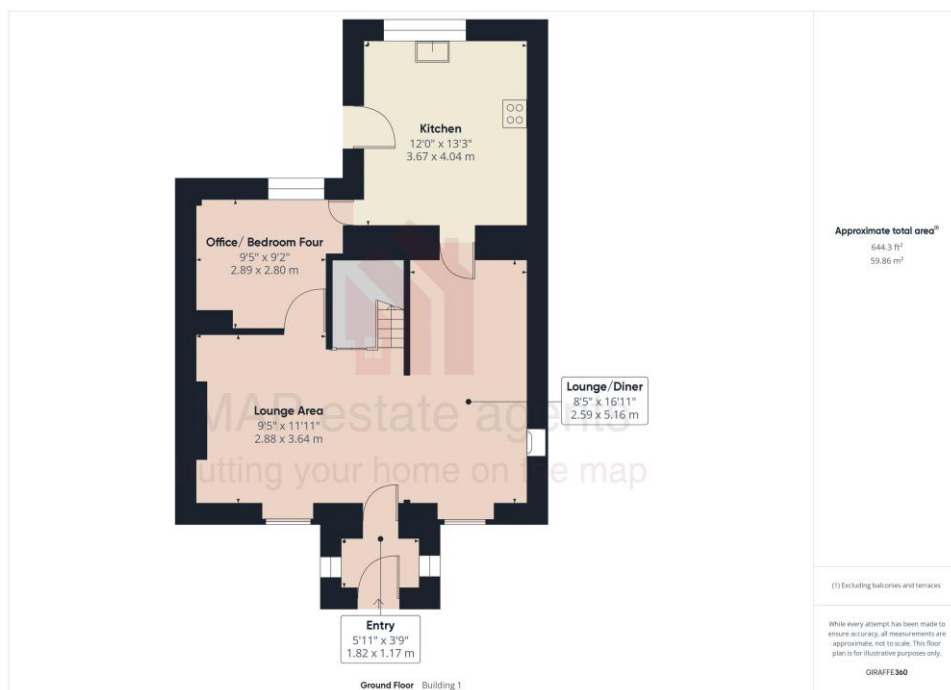 Kitchen
12'0" x 13'3"
3.67 x 4.04 m
Office/ Bedroom Four
9'5" x 9'2"
2.89 x 2.80 m
Lounge/Diner
8'5" x 16'11"
2.59 x 5.16 m
Lounge Area
9'5" x 11'11"
2.88 x 3.64 m
MAP estate agents
Putting your home on the map
Entry
5'11" x 3'9"
1.82 x 1.17 m
Ground Floor Building 1
Approximate total area⁽¹⁾
644.3 ft²
59.86 m²
(1) Excluding balconies and terraces
While every attempt has been made to
ensure accuracy, all measurements are
approximate, not to scale. This floor
plan is for illustrative purposes only.
GIRAFFE360